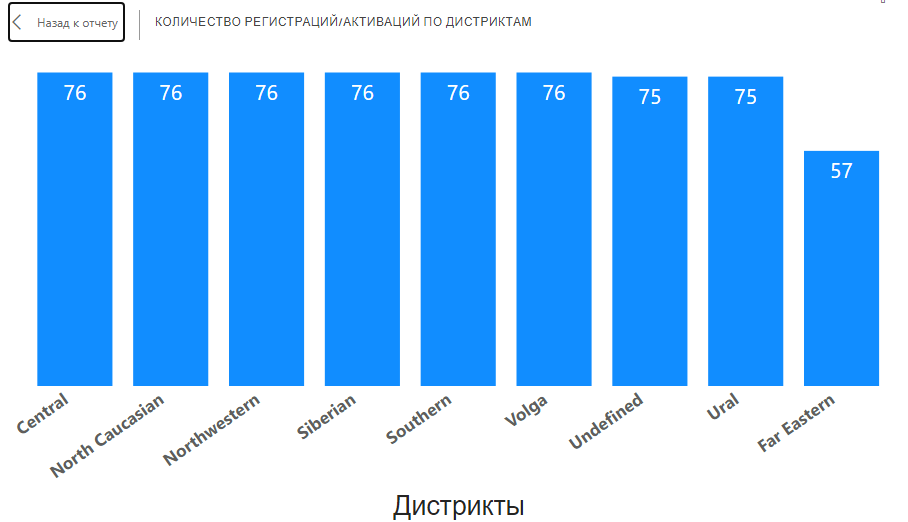 Назад к отчету
КОЛИЧЕСТВО РЕГИСТРАЦИЙ/АКТИВАЦИЙ ПО ДИСТРИКТАМ
76 76 76 76 76 76 75 75 57
Central North Caucasian Northwestern Siberian Southern Volga Undefined Ural Far Eastern
Дистрикты